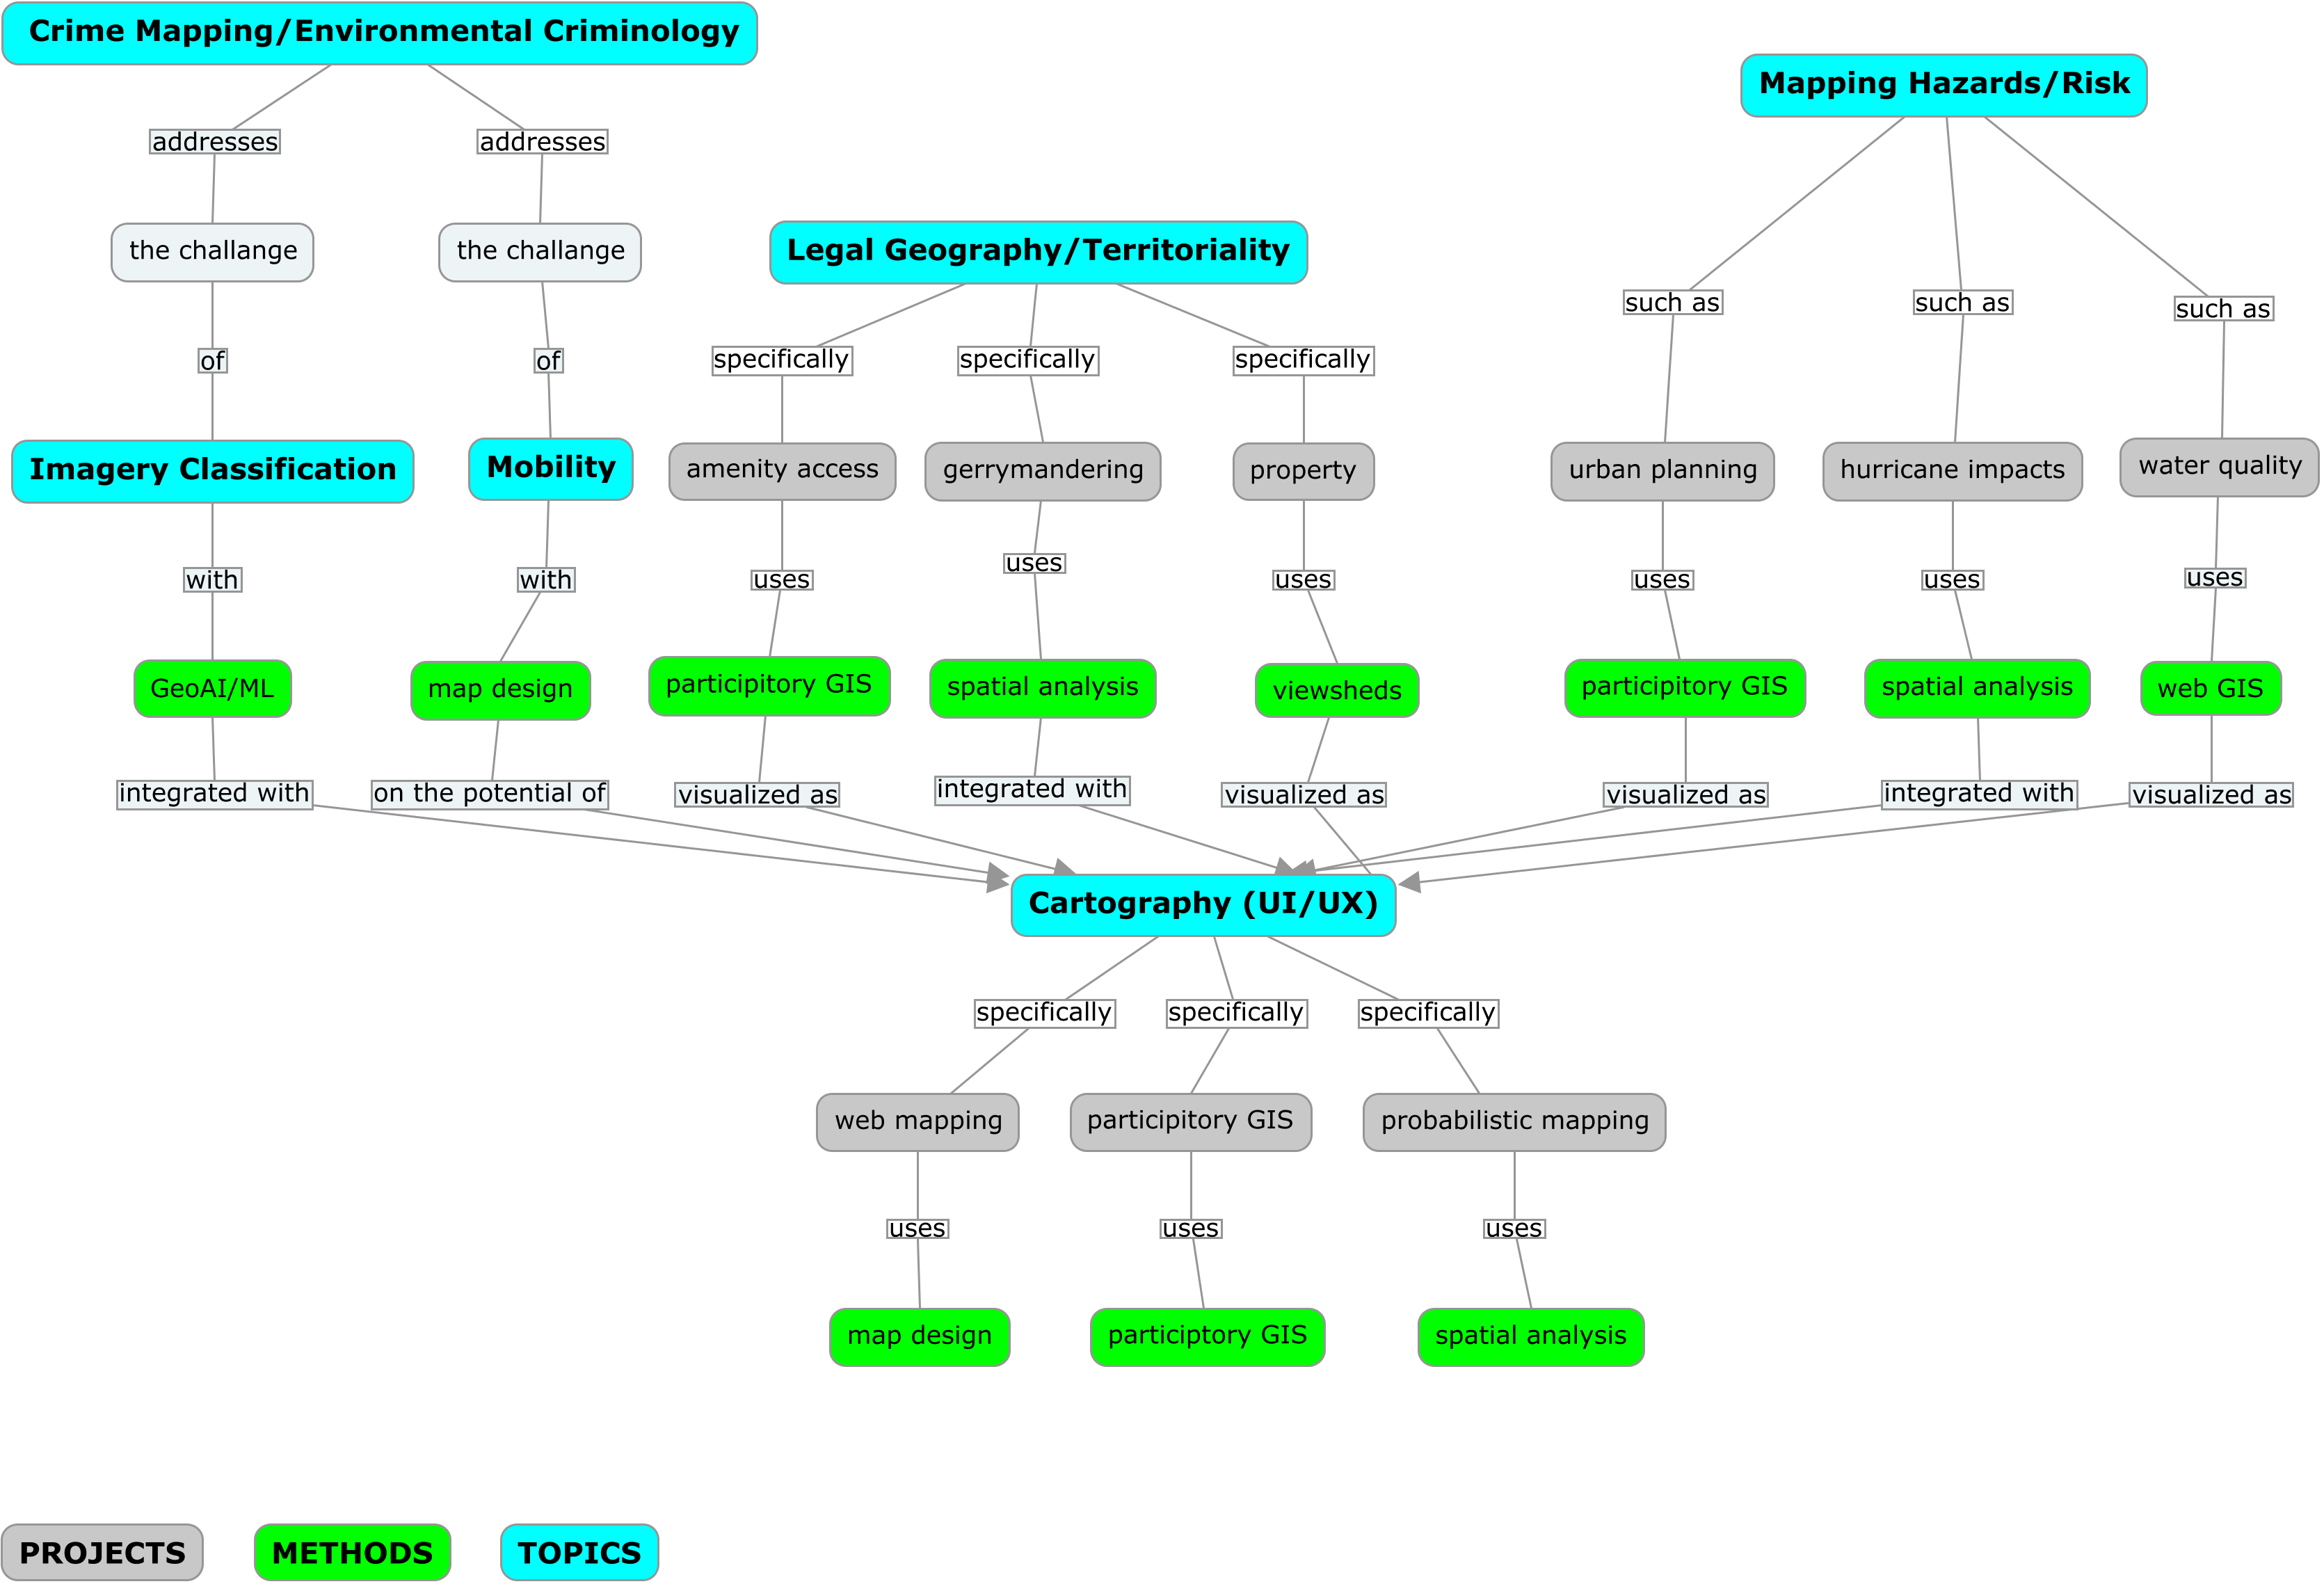 Crime Mapping/Environmental Criminology
Mapping Hazards/Risk
addresses
addresses
the challange
the challange
Legal Geography/Territoriality
such as
such as
such as
of
of
specifically
specifically
specifically
Imagery Classification
Mobility
amenity access
gerrymandering
property
urban planning
hurricane impacts
water quality
with
with
uses
uses
uses
uses
uses
uses
GeoAI/ML
map design
participitory GIS
spatial analysis
viewsheds
participitory GIS
spatial analysis
web GIS
integrated with
on the potential of
visualized as
integrated with
visualized as
visualized as
integrated with
visualized as
Cartography (UI/UX)
specifically
specifically
specifically
web mapping
participitory GIS
probabilistic mapping
uses
uses
uses
map design
participtory GIS
spatial analysis
PROJECTS
METHODS
TOPICS